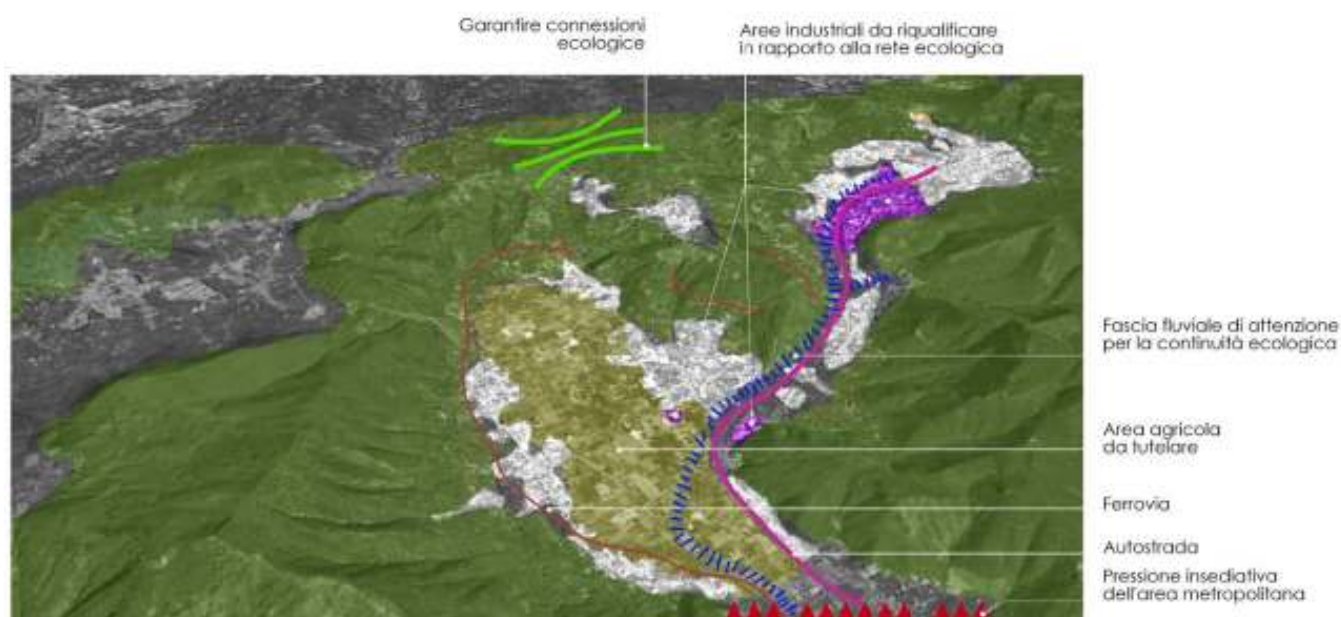 Garantire connessioni
ecologice
Aree industriali da riqualificare
in rapporto alla rete ecologica
Fascia fluviale di attenzione
per la continuità ecologica
Area agricola
da tutelare
Ferrovia
Autostrada
Pressione insediativa
dell'area metropolitana